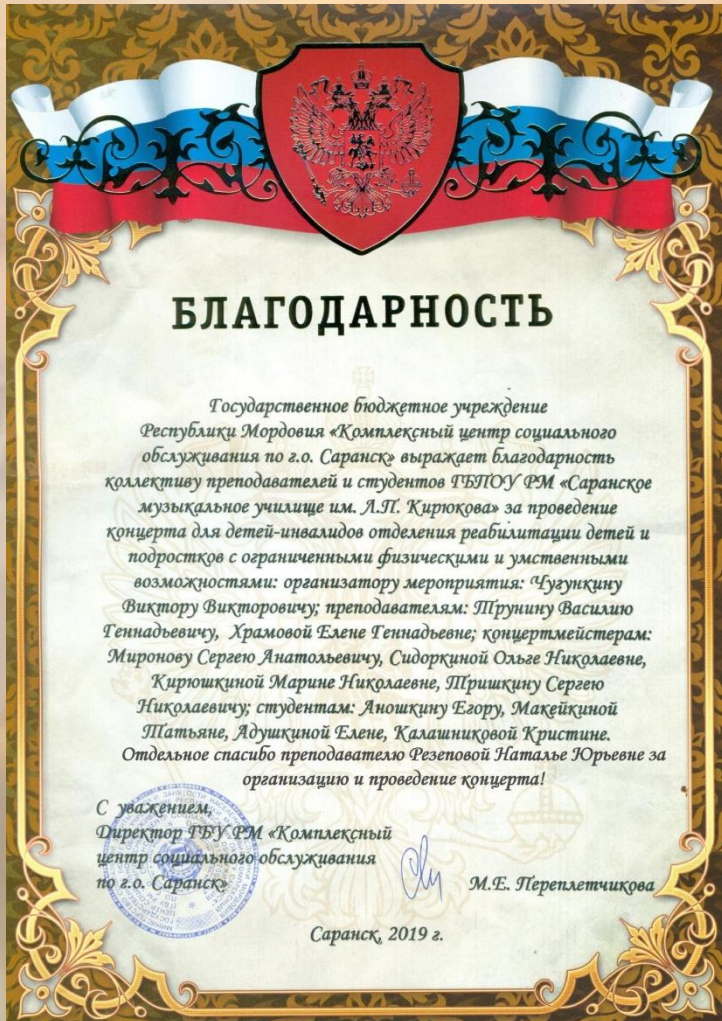 БЛАГОДАРНОСТЬ
Государственное бюджетное учреждение
Республики Мордовия «Комплексный центр социального
обслуживания по г.о. Саранск» выражает благодарность
коллективу преподавателей и студентов ГБПОУ РМ «Саранское
музыкальное училище им. Л.П. Кирюкова» за проведение
концерта для детей-инвалидов отделения реабилитации детей и
подростков с ограниченными физическими и умственными
возможностями: организатору мероприятия: Чугункину
Виктору Викторовичу; преподавателям: Трунину Василию
Геннадьевичу, Храмовой Елене Геннадьевне; концертмейстерам:
Миронову Сергею Анатольевичу, Сидоркиной Ольге Николаевне,
Кирюшкиной Марине Николаевне, Тришкину Сергею
Николаевичу; студентам: Аношкину Егору, Макейкиной
Татьяне, Адушкиной Елене, Калашниковой Кристине.
Отдельное спасибо преподавателю Резеповой Наталье Юрьевне за
организацию и проведение концерта!
С уважением,
Директор ГБУ РМ «Комплексный
центр социального обслуживания
по г.о. Саранск»
М.Е. Переплетчикова
Саранск, 2019 г.